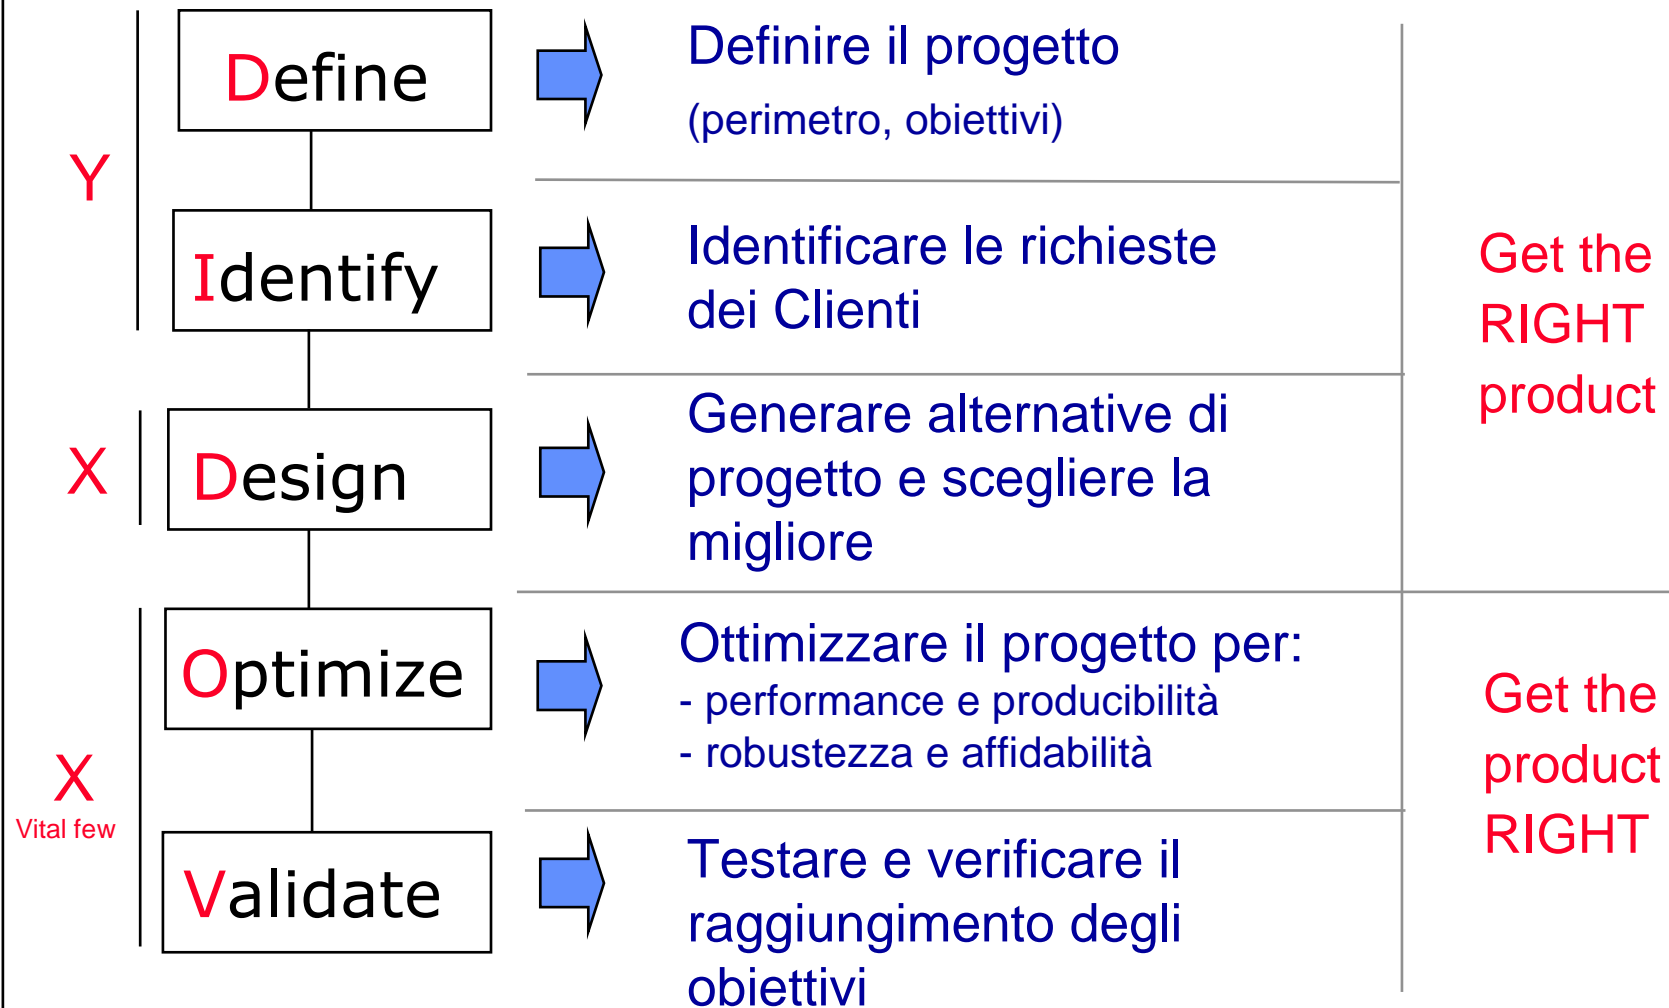 Y
Define
Definire il progetto
(perimetro, obiettivi)
Identify
Identificare le richieste
dei Clienti
Get the
RIGHT
product
X
Design
Generare alternative di
progetto e scegliere la
migliore
X
Vital few
Optimize
Ottimizzare il progetto per:
- performance e producibilità
- robustezza e affidabilità
Get the
product
RIGHT
Validate
Testare e verificare il
raggiungimento degli
obiettivi